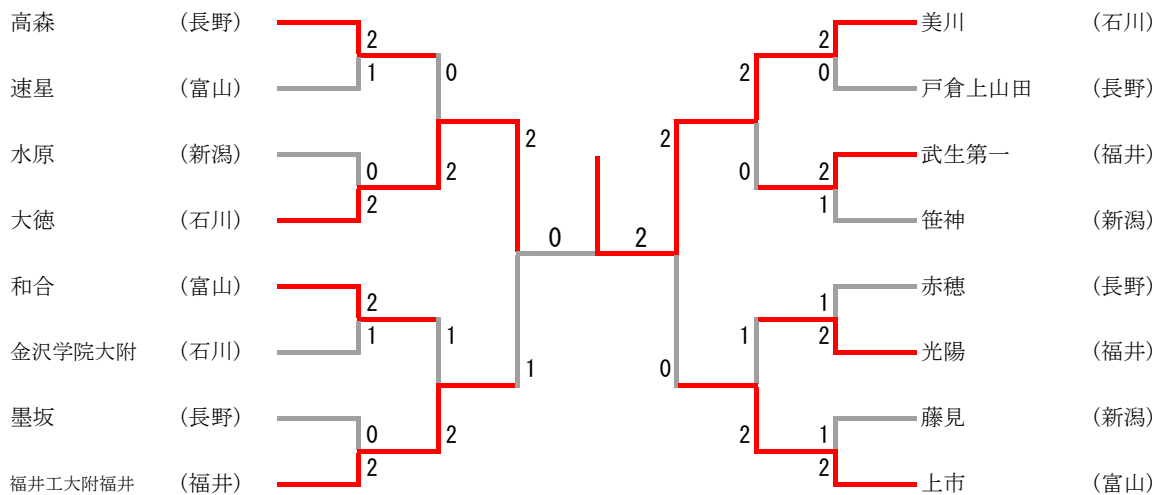 高森 (長野)
2
1
速星 (富山)
0
水原 (新潟)
0
2
大徳 (石川)
2
2
和合 (富山)
2
1
金沢学院大附 (石川)
1
墨坂 (長野)
0
2
福井工大附福井 (福井)
2
1
0
2
美川 (石川)
2
0
戸倉上山田 (長野)
2
武生第一 (福井)
2
1
笹神 (新潟)
0
2
赤穂 (長野)
1
2
光陽 (福井)
1
藤見 (新潟)
1
2
上市 (富山)
2
0